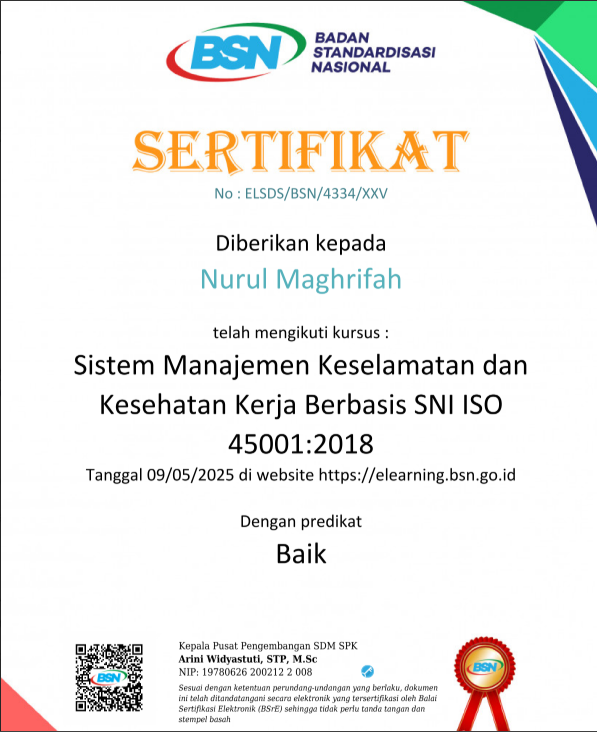 BSN
BADAN
STANDARDISASI
NASIONAL
SERTIFIKAT
No : ELSDS/BSN/4334/XXV
Diberikan kepada
Nurul Maghrifah
telah mengikuti kursus :
Sistem Manajemen Keselamatan dan
Kesehatan Kerja Berbasis SNI ISO
45001:2018
Tanggal 09/05/2025 di website https://elearning.bsn.go.id
Dengan predikat
Baik
Kepala Pusat Pengembangan SDM SPK
Arini Widyastuti, STP, M.Sc
NIP: 19780626 200212 2 008
Sesuai dengan ketentuan perundang-undangan yang berlaku, dokumen
ini telah ditandatangani secara elektronik yang tersertifikasi oleh Balai
Sertifikasi Elektronik (BSrE) sehingga tidak perlu tanda tangan dan
stempel basah
BSN
BSN